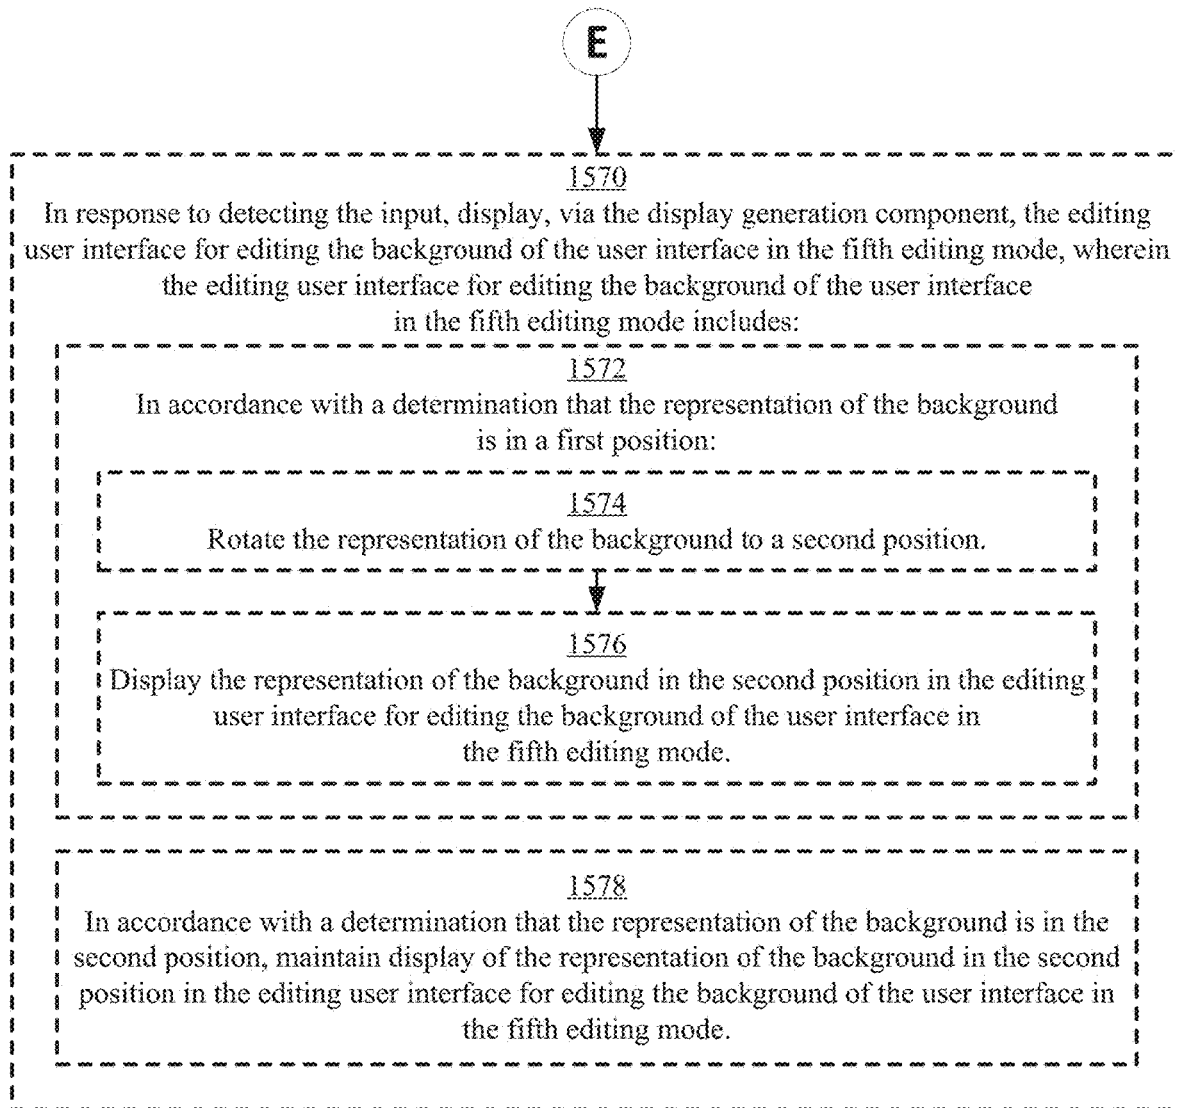 E
1570
In response to detecting the input, display, via the display generation component, the editing
user interface for editing the background of the user interface in the fifth editing mode, wherein
the editing user interface for editing the background of the user interface
in the fifth editing mode includes:
1572
In accordance with a determination that the representation of the background
is in a first position:
1574
Rotate the representation of the background to a second position.
1576
Display the representation of the background in the second position in the editing
user interface for editing the background of the user interface in
the fifth editing mode.
1578
In accordance with a determination that the representation of the background is in the
second position, maintain display of the representation of the background in the second
position in the editing user interface for editing the background of the user interface in
the fifth editing mode.